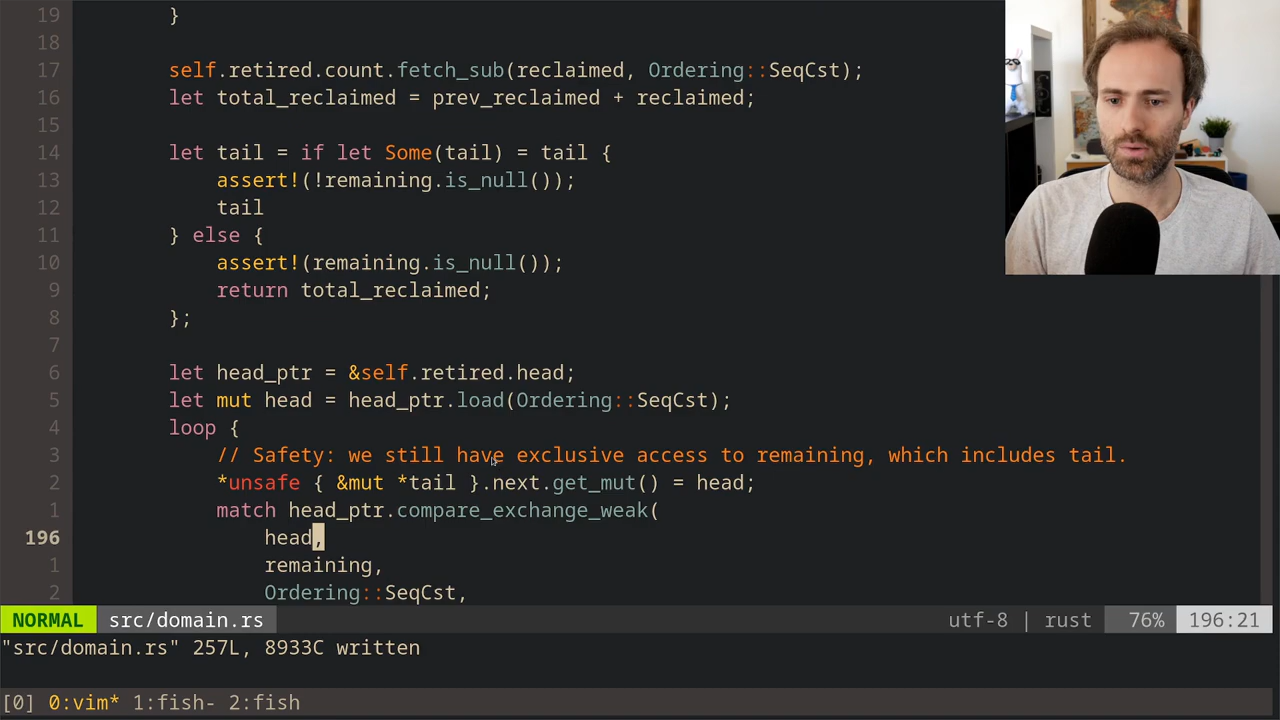 19         }
18
17         self.retired.count.fetch_sub(reclaimed, Ordering::SeqCst);
16         let total_reclaimed = prev_reclaimed + reclaimed;
15
14         let tail = if let Some(tail) = tail {
13             assert!(!remaining.is_null());
12             tail
11         } else {
10             assert!(remaining.is_null());
9             return total_reclaimed;
8         };
7
6         let head_ptr = &self.retired.head;
5         let mut head = head_ptr.load(Ordering::SeqCst);
4         loop {
3             // Safety: we still have exclusive access to remaining, which includes tail.
2             *unsafe { &mut *tail }.next.get_mut() = head;
1             match head_ptr.compare_exchange_weak(
196                 head,
1                 remaining,
2                 Ordering::SeqCst,
NORMAL src/domain.rs utf-8 | rust 76% 196:21
"src/domain.rs" 257L, 8933C written
[0] 0:vim* 1:fish- 2:fish